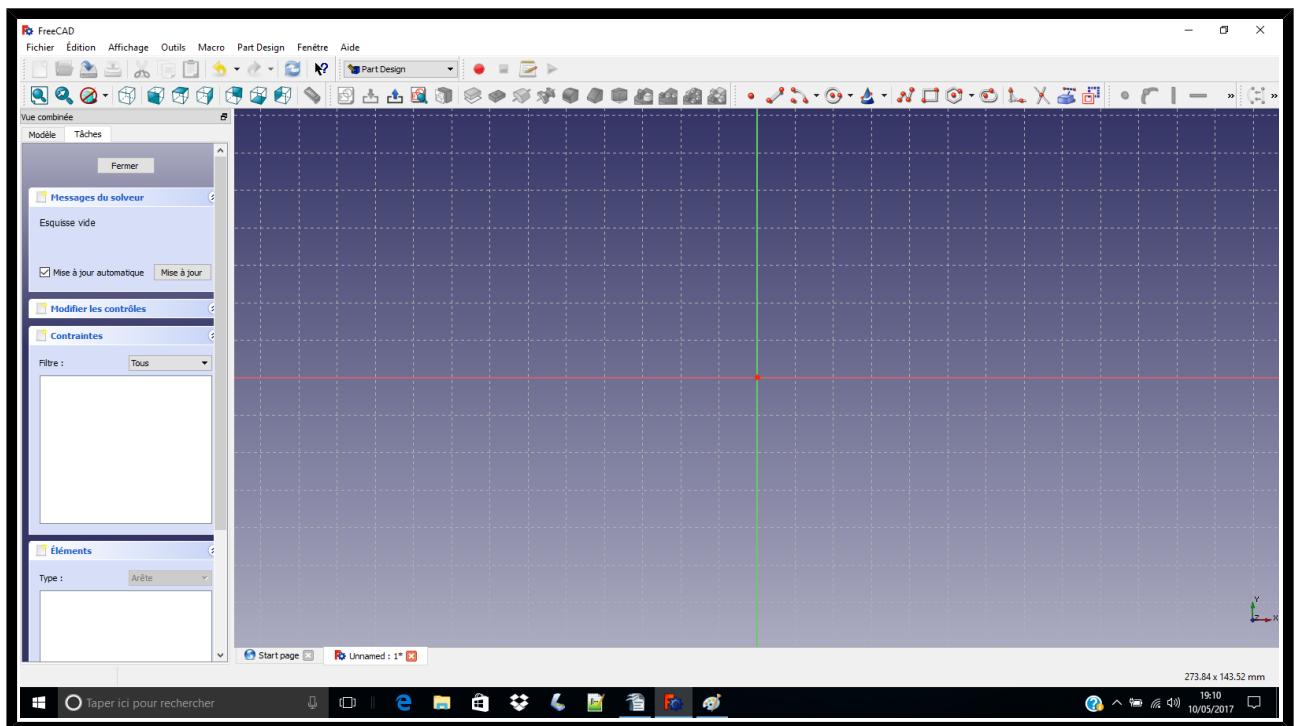 FreeCAD
Fichier Édition Affichage Outils Macro Part Design Fenêtre Aide
Part Design
Vue combinée
Modèle Tâches
Fermer
Messages du solveur
Esquisse vide
Mise à jour automatique Mise à jour
Modifier les contrôles
Contraintes
Filtre : Tous
Éléments
Type : Arête
Y
Z X
Start page Unnamed : 1*
273.84 x 143.52 mm
Taper ici pour rechercher
19:10
10/05/2017